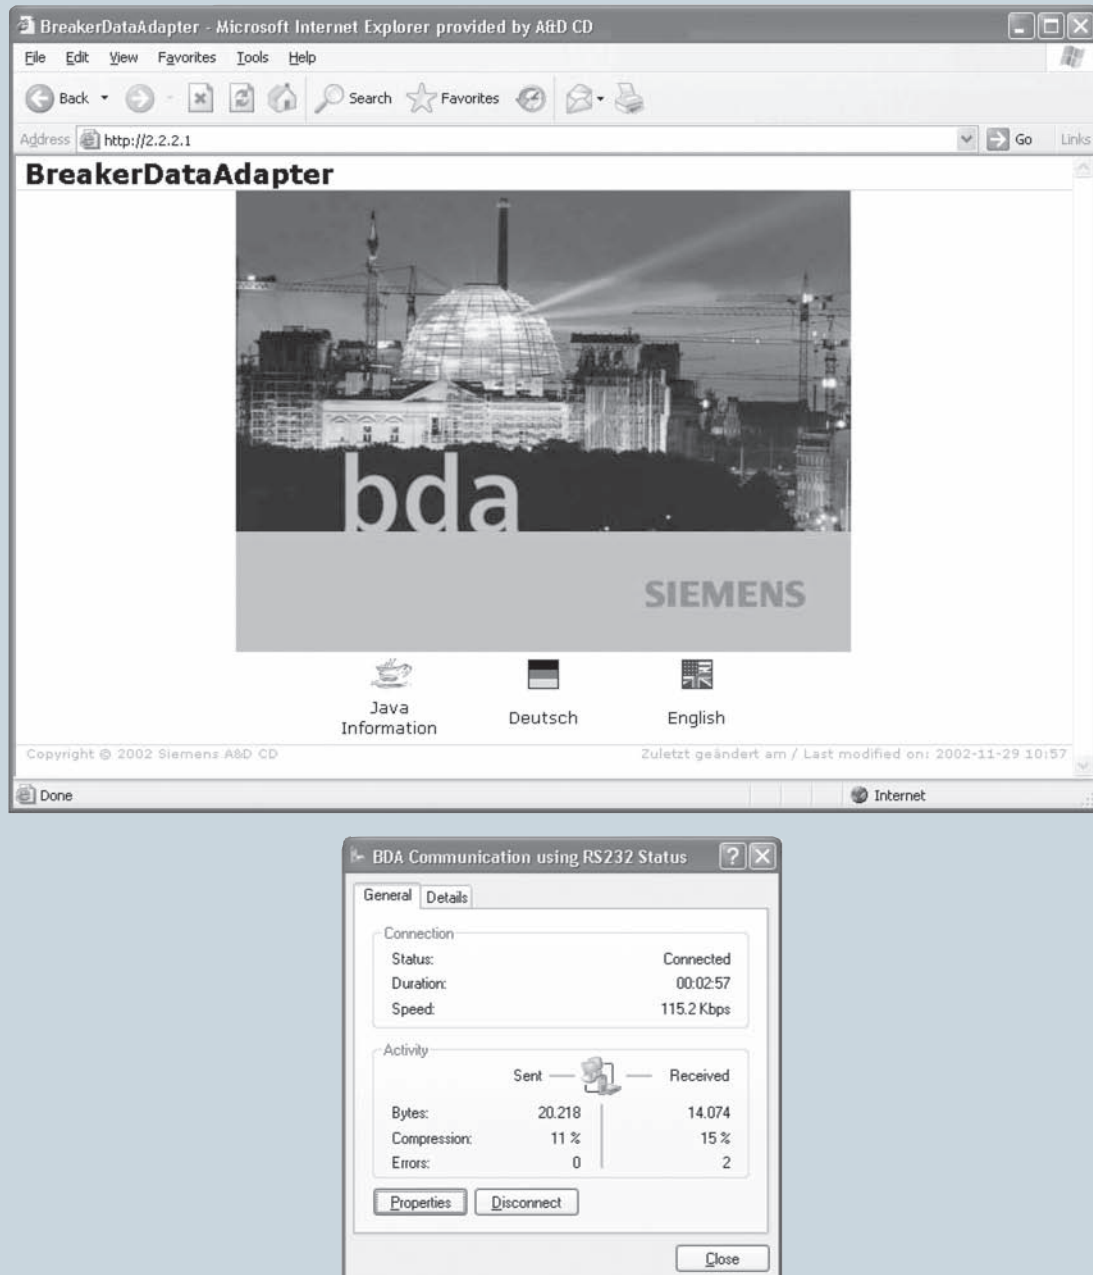 BreakerDataAdapter - Microsoft Internet Explorer provided by A&D CD
File Edit View Favorites Tools Help
Back Search Favorites
Address http://2.2.2.1 Go Links
BreakerDataAdapter
bda
SIEMENS
Java Information
Deutsch
English
Copyright © 2002 Siemens A&D CD
Zuletzt geändert am / Last modified on: 2002-11-29 10:57
Done Internet
BDA Communication using RS232 Status
General Details
Connection
Status: Connected
Duration: 00:02:57
Speed: 115.2 Kbps
Activity
Sent Received
Bytes: 20.218 14.074
Compression: 11 % 15 %
Errors: 0 2
Properties Disconnect
Close